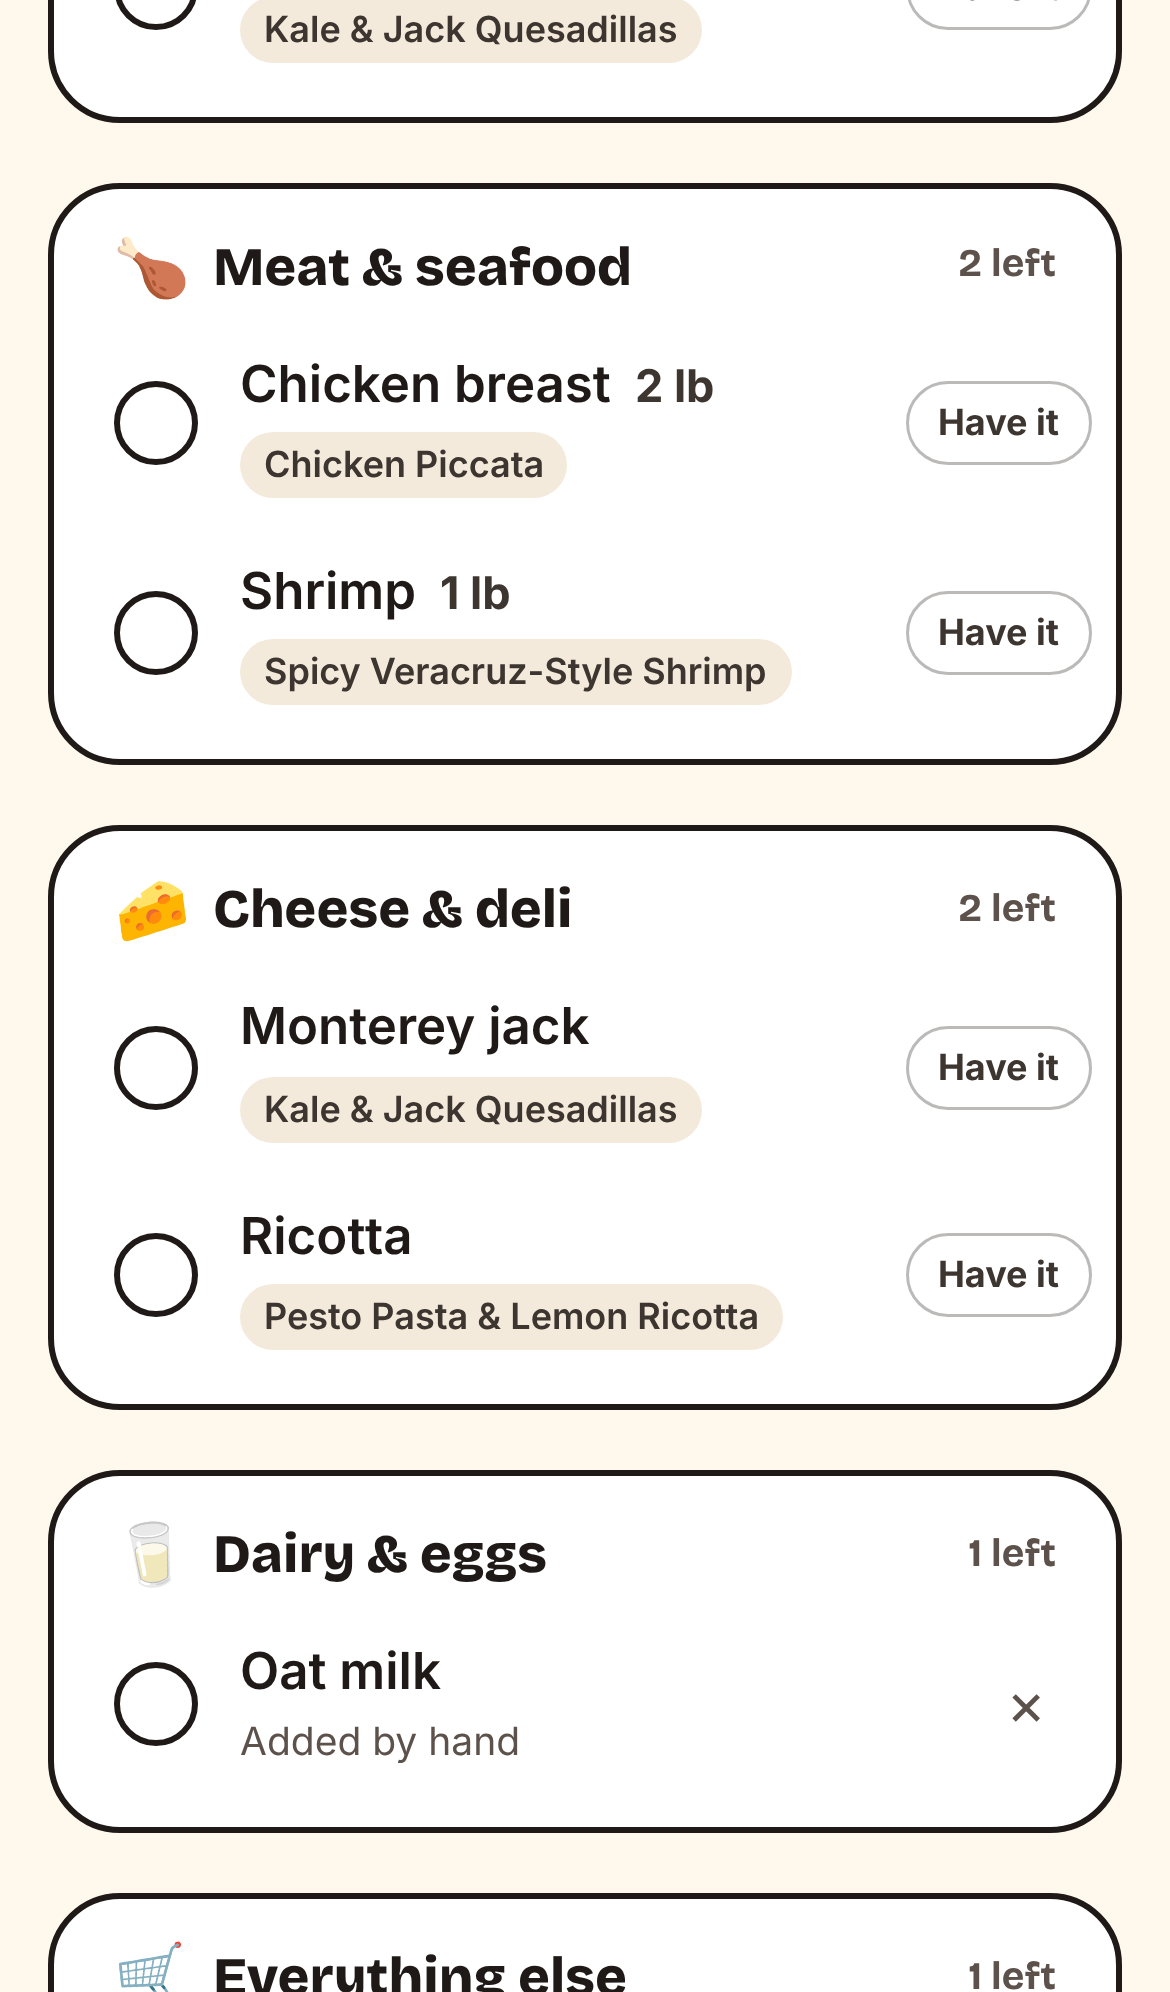 Kale & Jack Quesadillas
Meat & seafood
2 left
Chicken breast 2 lb
Chicken Piccata
Have it
Shrimp 1 lb
Spicy Veracruz-Style Shrimp
Have it
Cheese & deli
2 left
Monterey jack
Kale & Jack Quesadillas
Have it
Ricotta
Pesto Pasta & Lemon Ricotta
Have it
Dairy & eggs
1 left
Oat milk
Added by hand
Everything else
1 left